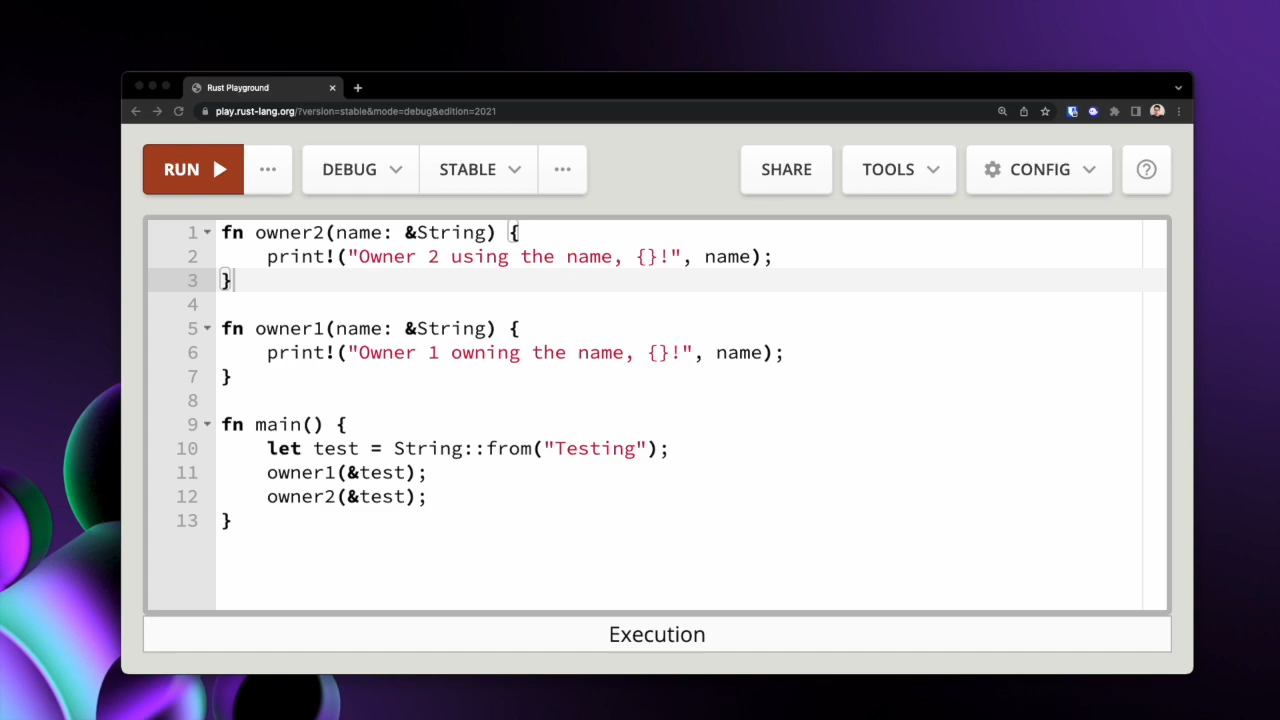 Rust Playground
play.rust-lang.org/?version=stable&mode=debug&edition=2021
RUN ... DEBUG STABLE ... SHARE TOOLS CONFIG ?
1 fn owner2(name: &String) {
2     print!("Owner 2 using the name, {}!", name);
3 }
4
5 fn owner1(name: &String) {
6     print!("Owner 1 owning the name, {}!", name);
7 }
8
9 fn main() {
10     let test = String::from("Testing");
11     owner1(&test);
12     owner2(&test);
13 }
Execution